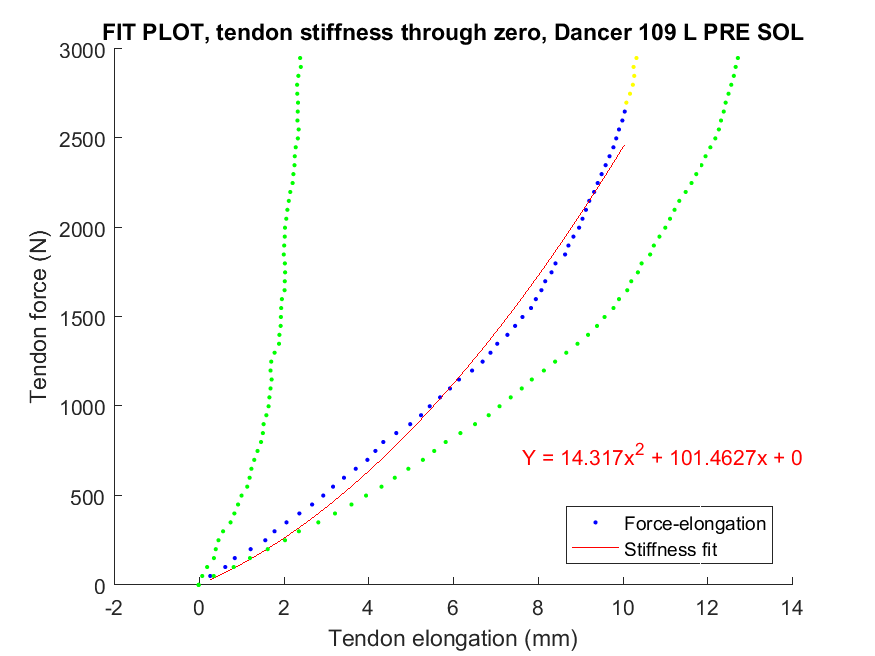 FIT PLOT, tendon stiffness through zero, Dancer 109 L PRE SOL
3000
2500
2000
1500
1000
500
0
Tendon force (N)
Y = 14.317x² + 101.4627x + 0
Force-elongation
Stiffness fit
-2 0 2 4 6 8 10 12 14
Tendon elongation (mm)